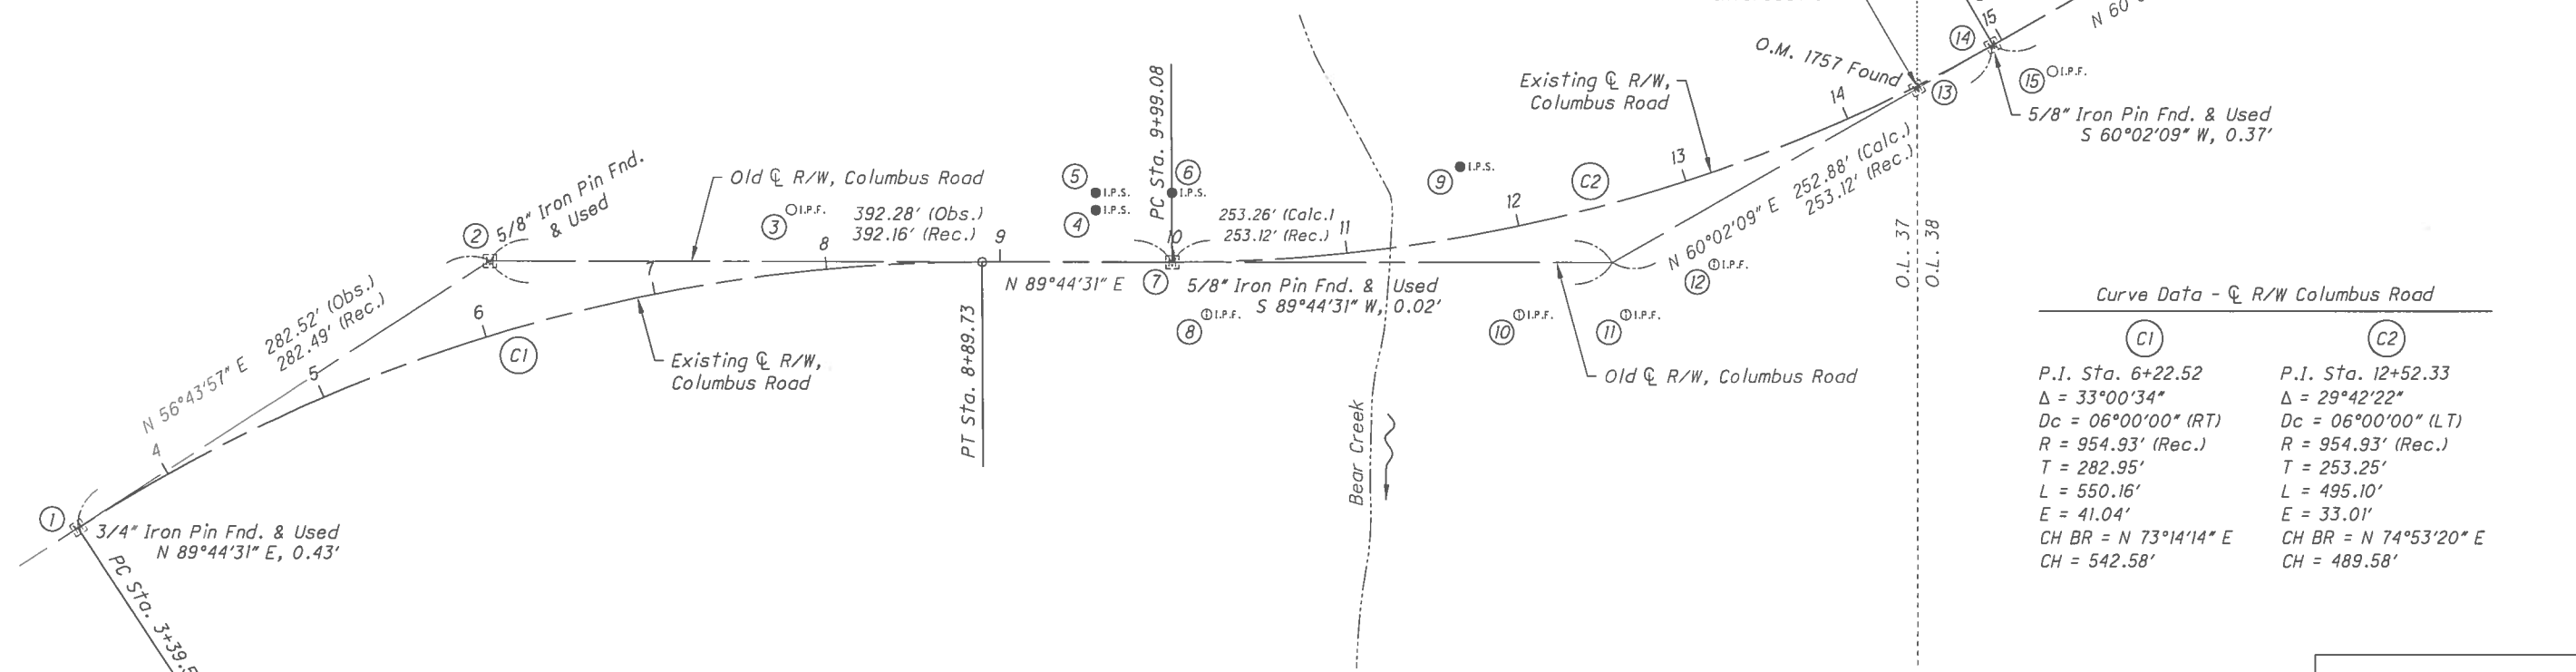 N 60
15
14
O.M. 1757 Found
13
15 I.P.F.
5/8" Iron Pin Fnd. & Used
S 60°02'09" W, 0.37'
Existing ℄ R/W,
Columbus Road
14
13
C2
12
9 I.P.S.
N 60°02'09" E 252.88' (Calc.)
253.12' (Rec.)
O.L. 37
O.L. 38
PC Sta. 9+99.08
6 I.P.S.
5 I.P.S.
4 I.P.S.
253.26' (Calc.)
253.12' (Rec.)
11
10
9
Old ℄ R/W, Columbus Road
3 I.P.F.
392.28' (Obs.)
392.16' (Rec.)
8
7
2 5/8" Iron Pin Fnd.
& Used
N 56°43'57" E 282.52' (Obs.)
282.49' (Rec.)
6
5
4
C1
Existing ℄ R/W,
Columbus Road
N 89°44'31" E
7 5/8" Iron Pin Fnd. & Used
S 89°44'31" W, 0.02'
8 I.P.F.
10 I.P.F.
11 I.P.F.
12 I.P.F.
Old ℄ R/W, Columbus Road
PT Sta. 8+89.73
Bear Creek
1 3/4" Iron Pin Fnd. & Used
N 89°44'31" E, 0.43'
PC Sta. 3+39.5
Curve Data - ℄ R/W Columbus Road
C1 C2
P.I. Sta. 6+22.52 P.I. Sta. 12+52.33
Δ = 33°00'34" Δ = 29°42'22"
Dc = 06°00'00" (RT) Dc = 06°00'00" (LT)
R = 954.93' (Rec.) R = 954.93' (Rec.)
T = 282.95' T = 253.25'
L = 550.16' L = 495.10'
E = 41.04' E = 33.01'
CH BR = N 73°14'14" E CH BR = N 74°53'20" E
CH = 542.58' CH = 489.58'